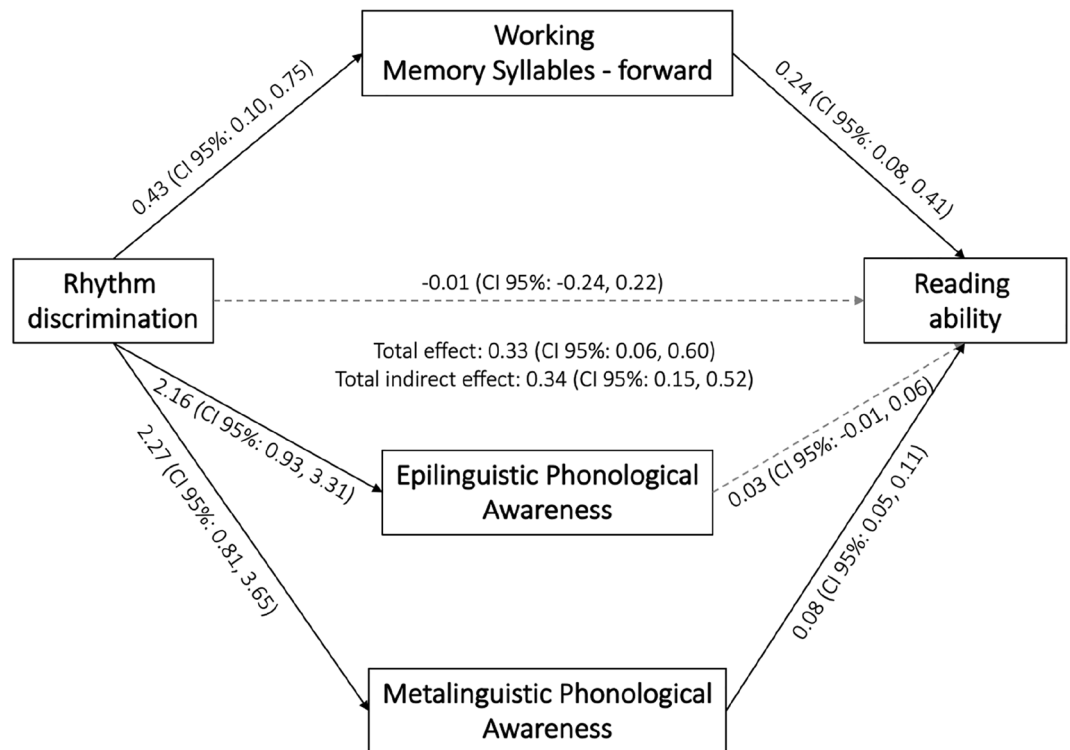 Working
Memory Syllables - forward
0.43 (CI 95%: 0.10, 0.75)
0.24 (CI 95%: 0.08, 0.41)
Rhythm
discrimination
-0.01 (CI 95%: -0.24, 0.22)
Reading
ability
Total effect: 0.33 (CI 95%: 0.06, 0.60)
Total indirect effect: 0.34 (CI 95%: 0.15, 0.52)
2.16 (CI 95%: 0.93, 3.31)
2.27 (CI 95%: 0.81, 3.65)
Epilinguistic Phonological
Awareness
0.03 (CI 95%: -0.01, 0.06)
0.08 (CI 95%: 0.05, 0.11)
Metalinguistic Phonological
Awareness